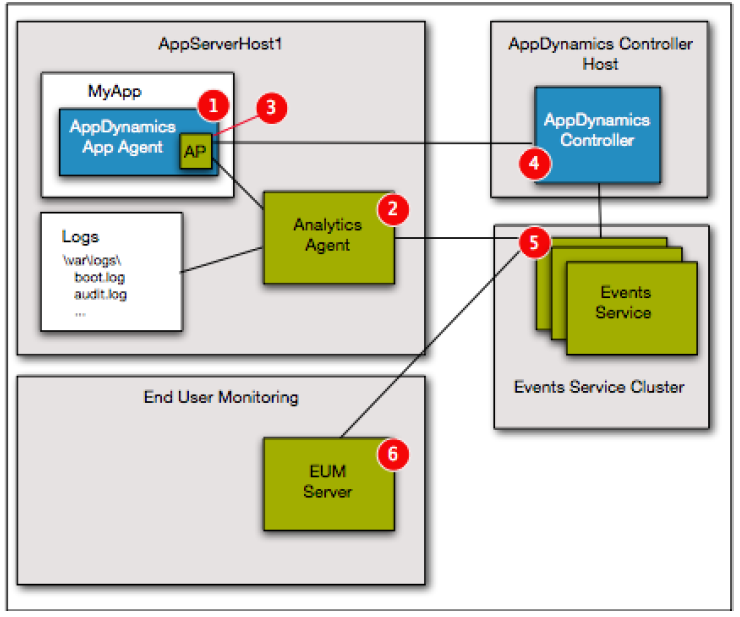 AppServerHost1
MyApp
1
3
AppDynamics
App Agent
AP
Logs
\var\logs\
boot.log
audit.log
...
2
Analytics
Agent
AppDynamics Controller
Host
AppDynamics
Controller
4
5
Events
Service
Events Service Cluster
End User Monitoring
6
EUM
Server